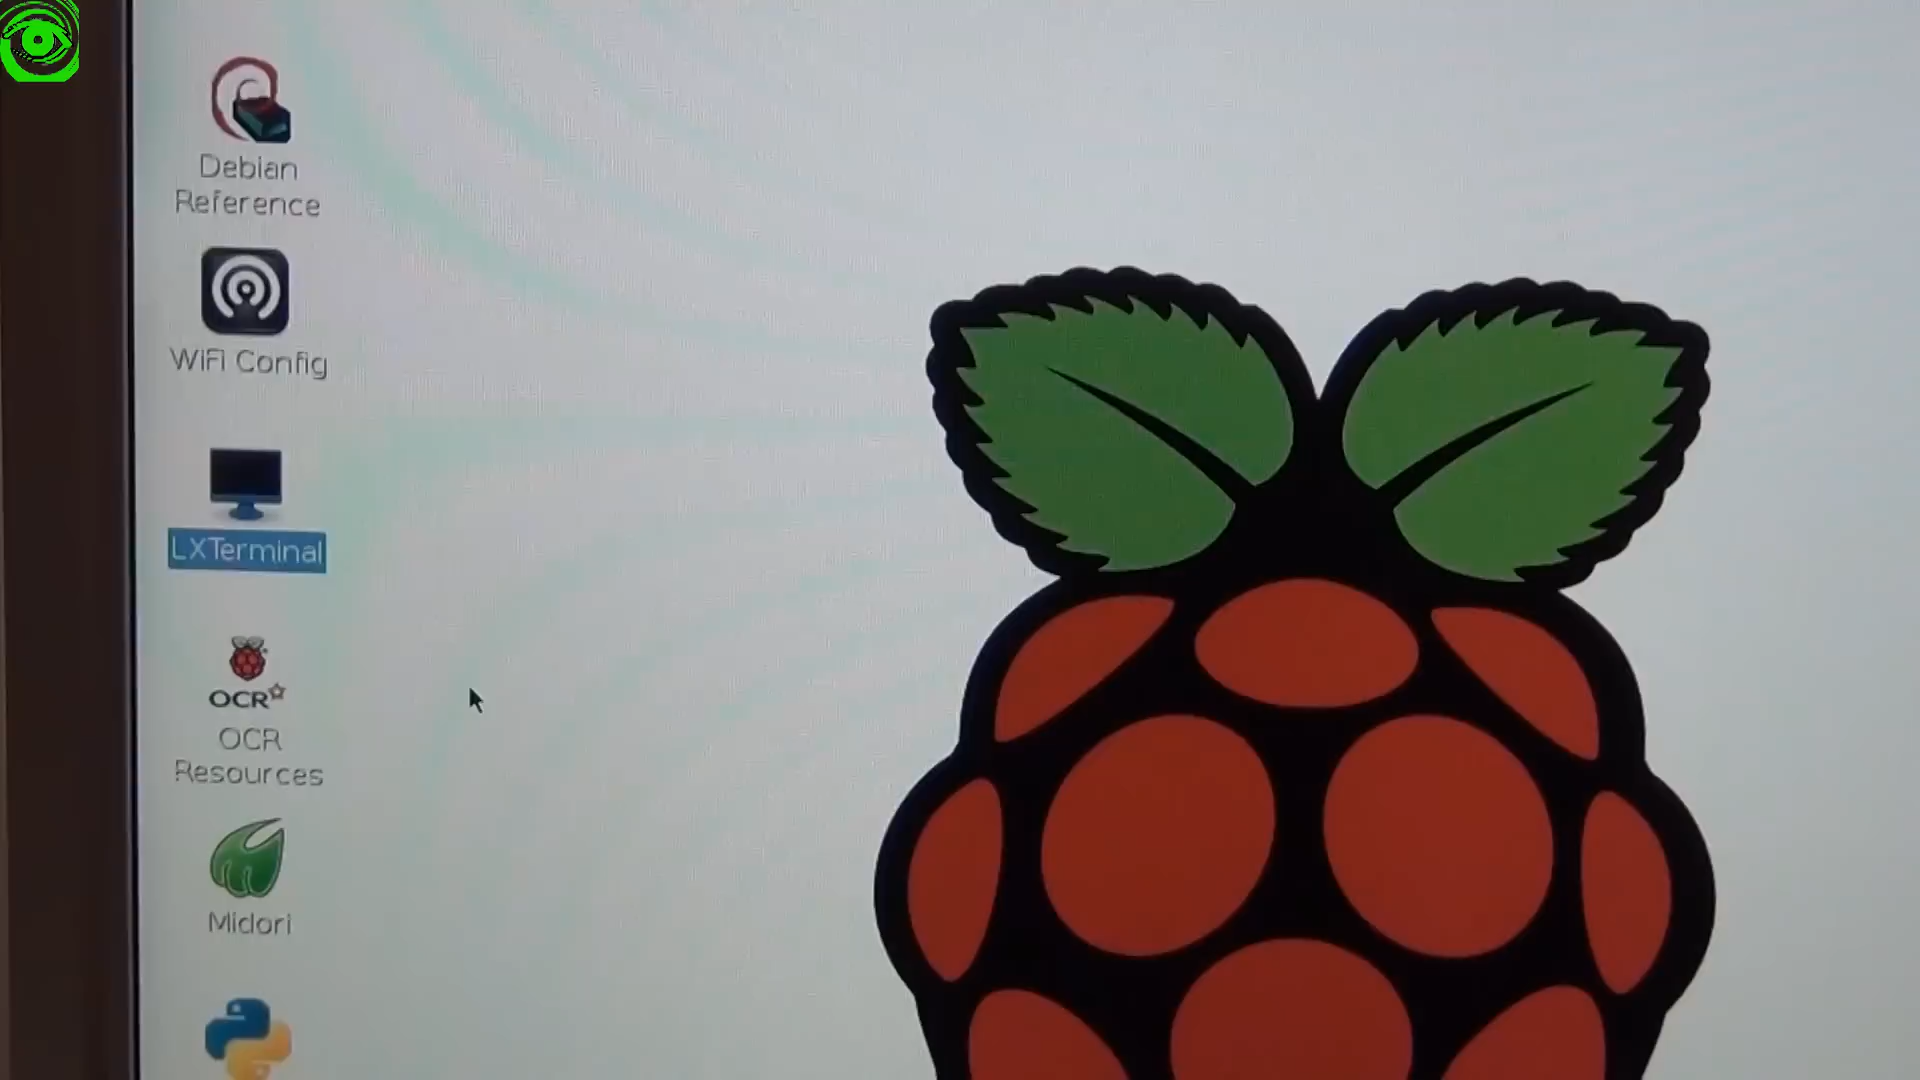 Debian
Reference
WiFi Config
LXTerminal
OCR
OCR
Resources
Midori